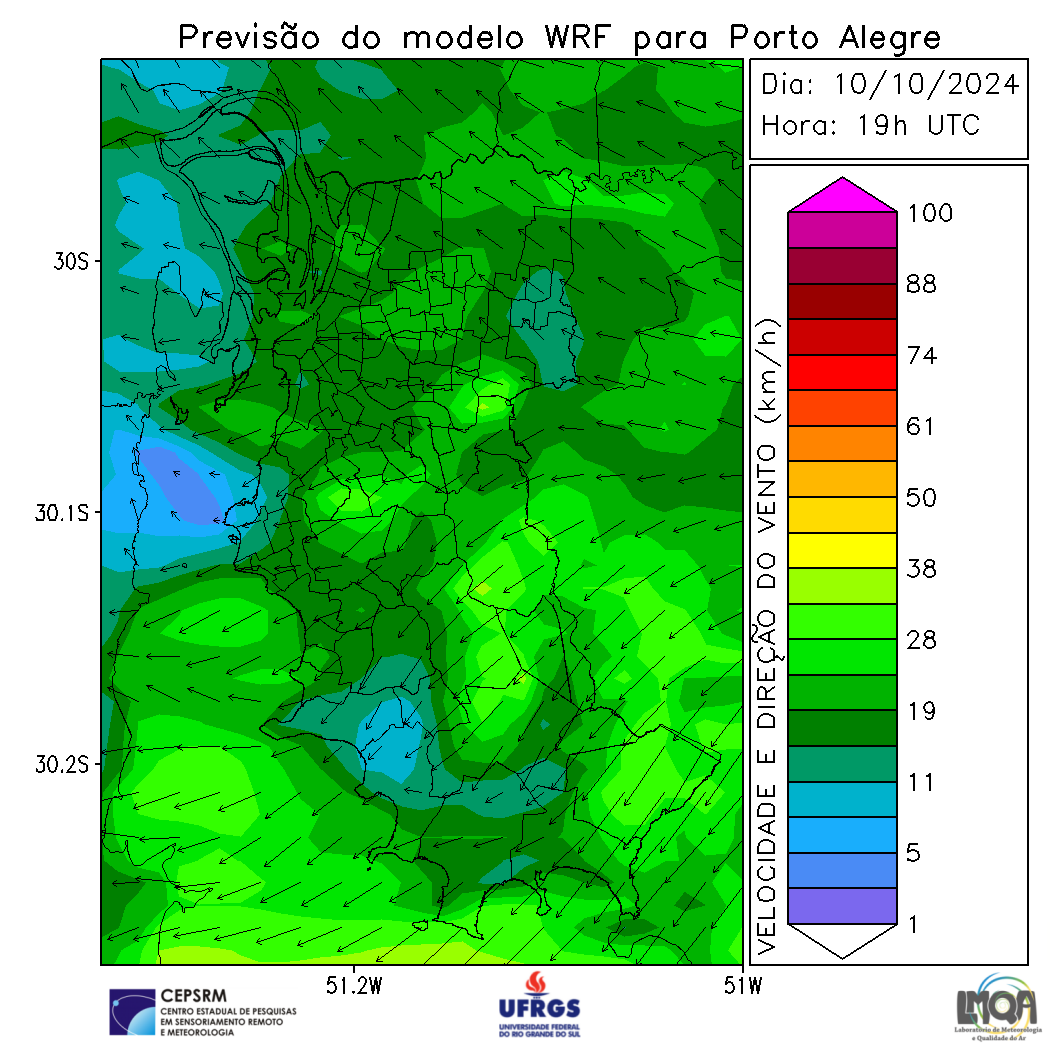 Previsão do modelo WRF para Porto Alegre
Dia: 10/10/2024
Hora: 19h UTC
30S
30.1S
30.2S
51.2W
51W
VELOCIDADE E DIREÇÃO DO VENTO (km/h)
100
88
74
61
50
38
28
19
11
5
1
CEPSRM
CENTRO ESTADUAL DE PESQUISAS
EM SENSORIAMENTO REMOTO
E METEOROLOGIA
UFRGS
UNIVERSIDADE FEDERAL
DO RIO GRANDE DO SUL
LMQA
Laboratório de Meteorologia
e Qualidade do Ar